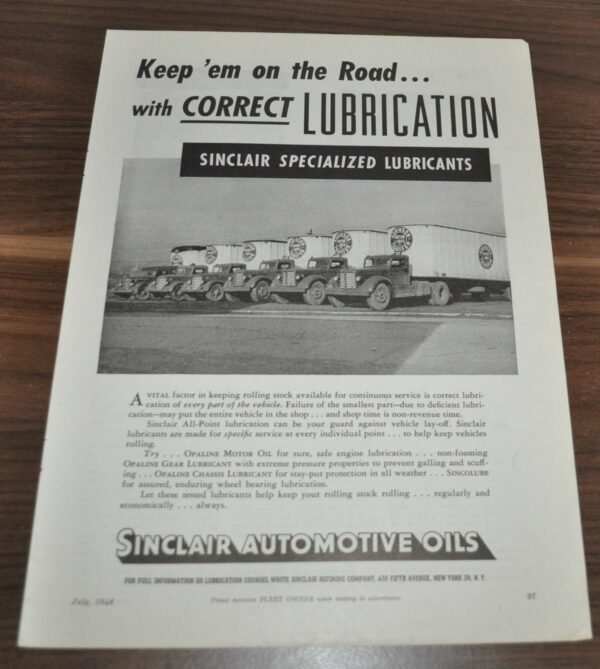 Keep 'em on the Road...
with CORRECT LUBRICATION
SINCLAIR SPECIALIZED LUBRICANTS
A VITAL factor in keeping rolling stock available for continuous service is correct lubri-
cation of every part of the vehicle. Failure of the smallest part—due to deficient lubri-
cation—may put the entire vehicle in the shop . . . and shop time is non-revenue time.
Sinclair All-Point lubrication can be your guard against vehicle lay-off. Sinclair
lubricants are made for specific service at every individual point . . . to help keep vehicles
rolling.
Try . . . OPALINE MOTOR OIL for sure, safe engine lubrication . . . non-foaming
OPALINE GEAR LUBRICANT with extreme pressure properties to prevent galling and scuff-
ing . . . OPALINE CHASSIS LUBRICANT for stay-put protection in all weather . . . SINCOLUBE
for assured, enduring wheel bearing lubrication.
Let these tested lubricants help keep your rolling stock rolling . . . regularly and
economically . . . always.
SINCLAIR AUTOMOTIVE OILS
FOR FULL INFORMATION OR LUBRICATION COUNSEL WRITE SINCLAIR REFINING COMPANY, 630 FIFTH AVENUE, NEW YORK 20, N. Y.
July, 1946
Please mention FLEET OWNER when writing to advertisers.
97